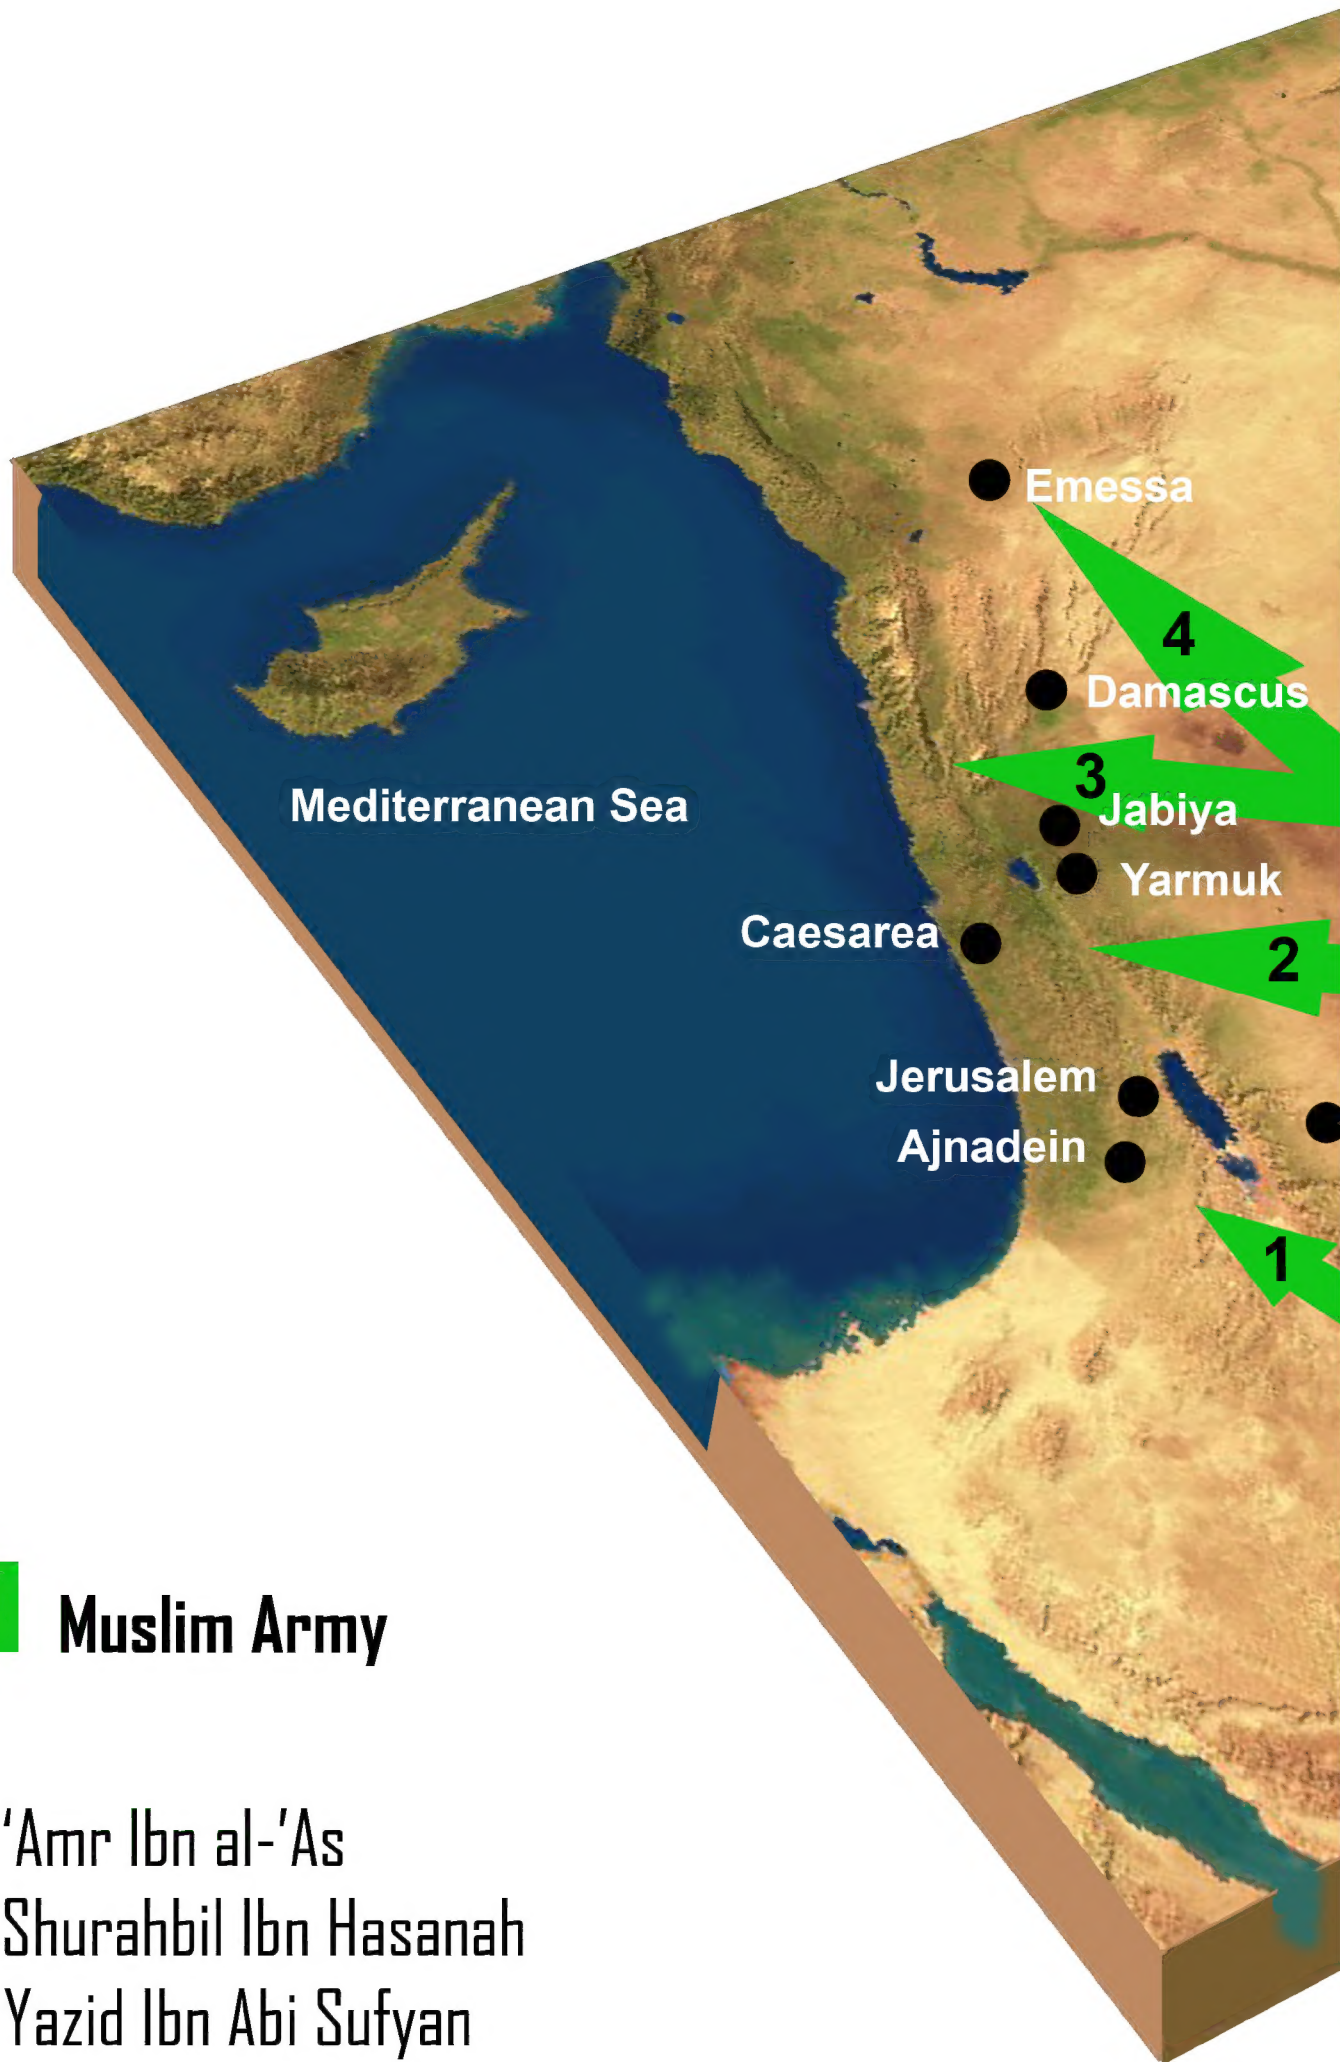 Emessa
4
Damascus
3
Jabiya
Mediterranean Sea
Yarmuk
Caesarea
2
Jerusalem
Ajnadein
1
Muslim Army
‘Amr Ibn al-’As
Shurahbil Ibn Hasanah
Yazid Ibn Abi Sufyan